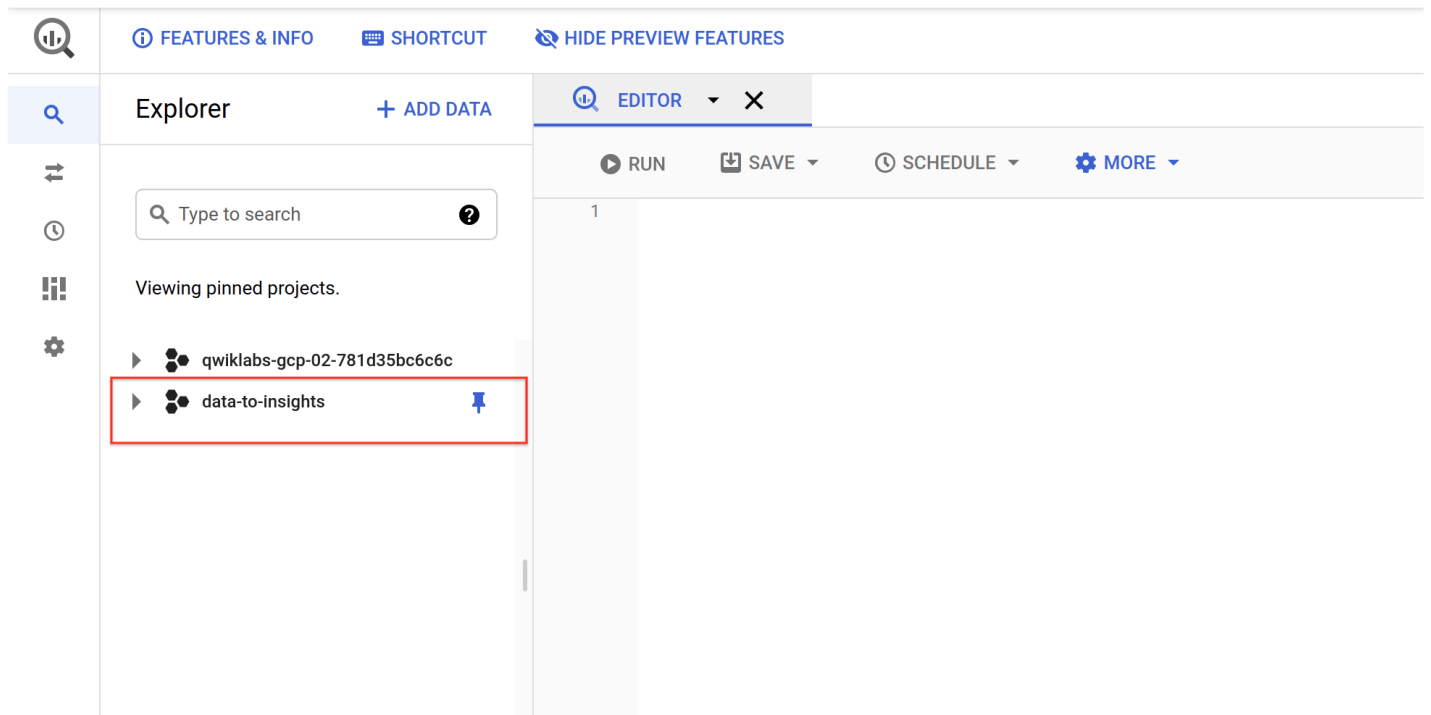 FEATURES & INFO SHORTCUT HIDE PREVIEW FEATURES
Explorer + ADD DATA
EDITOR
RUN SAVE SCHEDULE MORE
Type to search
1
Viewing pinned projects.
qwiklabs-gcp-02-781d35bc6c6c
data-to-insights